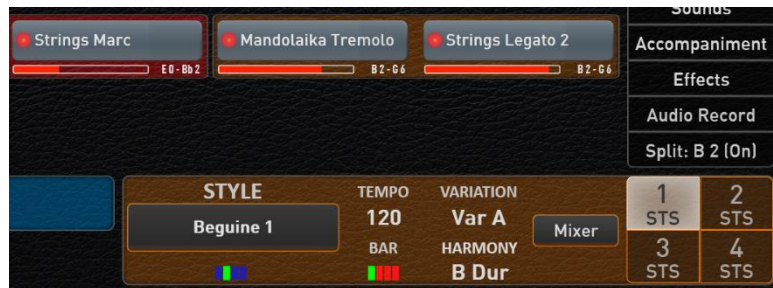 Sounds
Strings Marc
Mandolaika Tremolo
Strings Legato 2
Accompaniment
E0-Bb2
B2-G6
B2-G6
Effects
Audio Record
Split: B 2 (On)
STYLE
TEMPO
VARIATION
1
STS
2
STS
Beguine 1
120
Var A
Mixer
BAR
HARMONY
B Dur
3
STS
4
STS